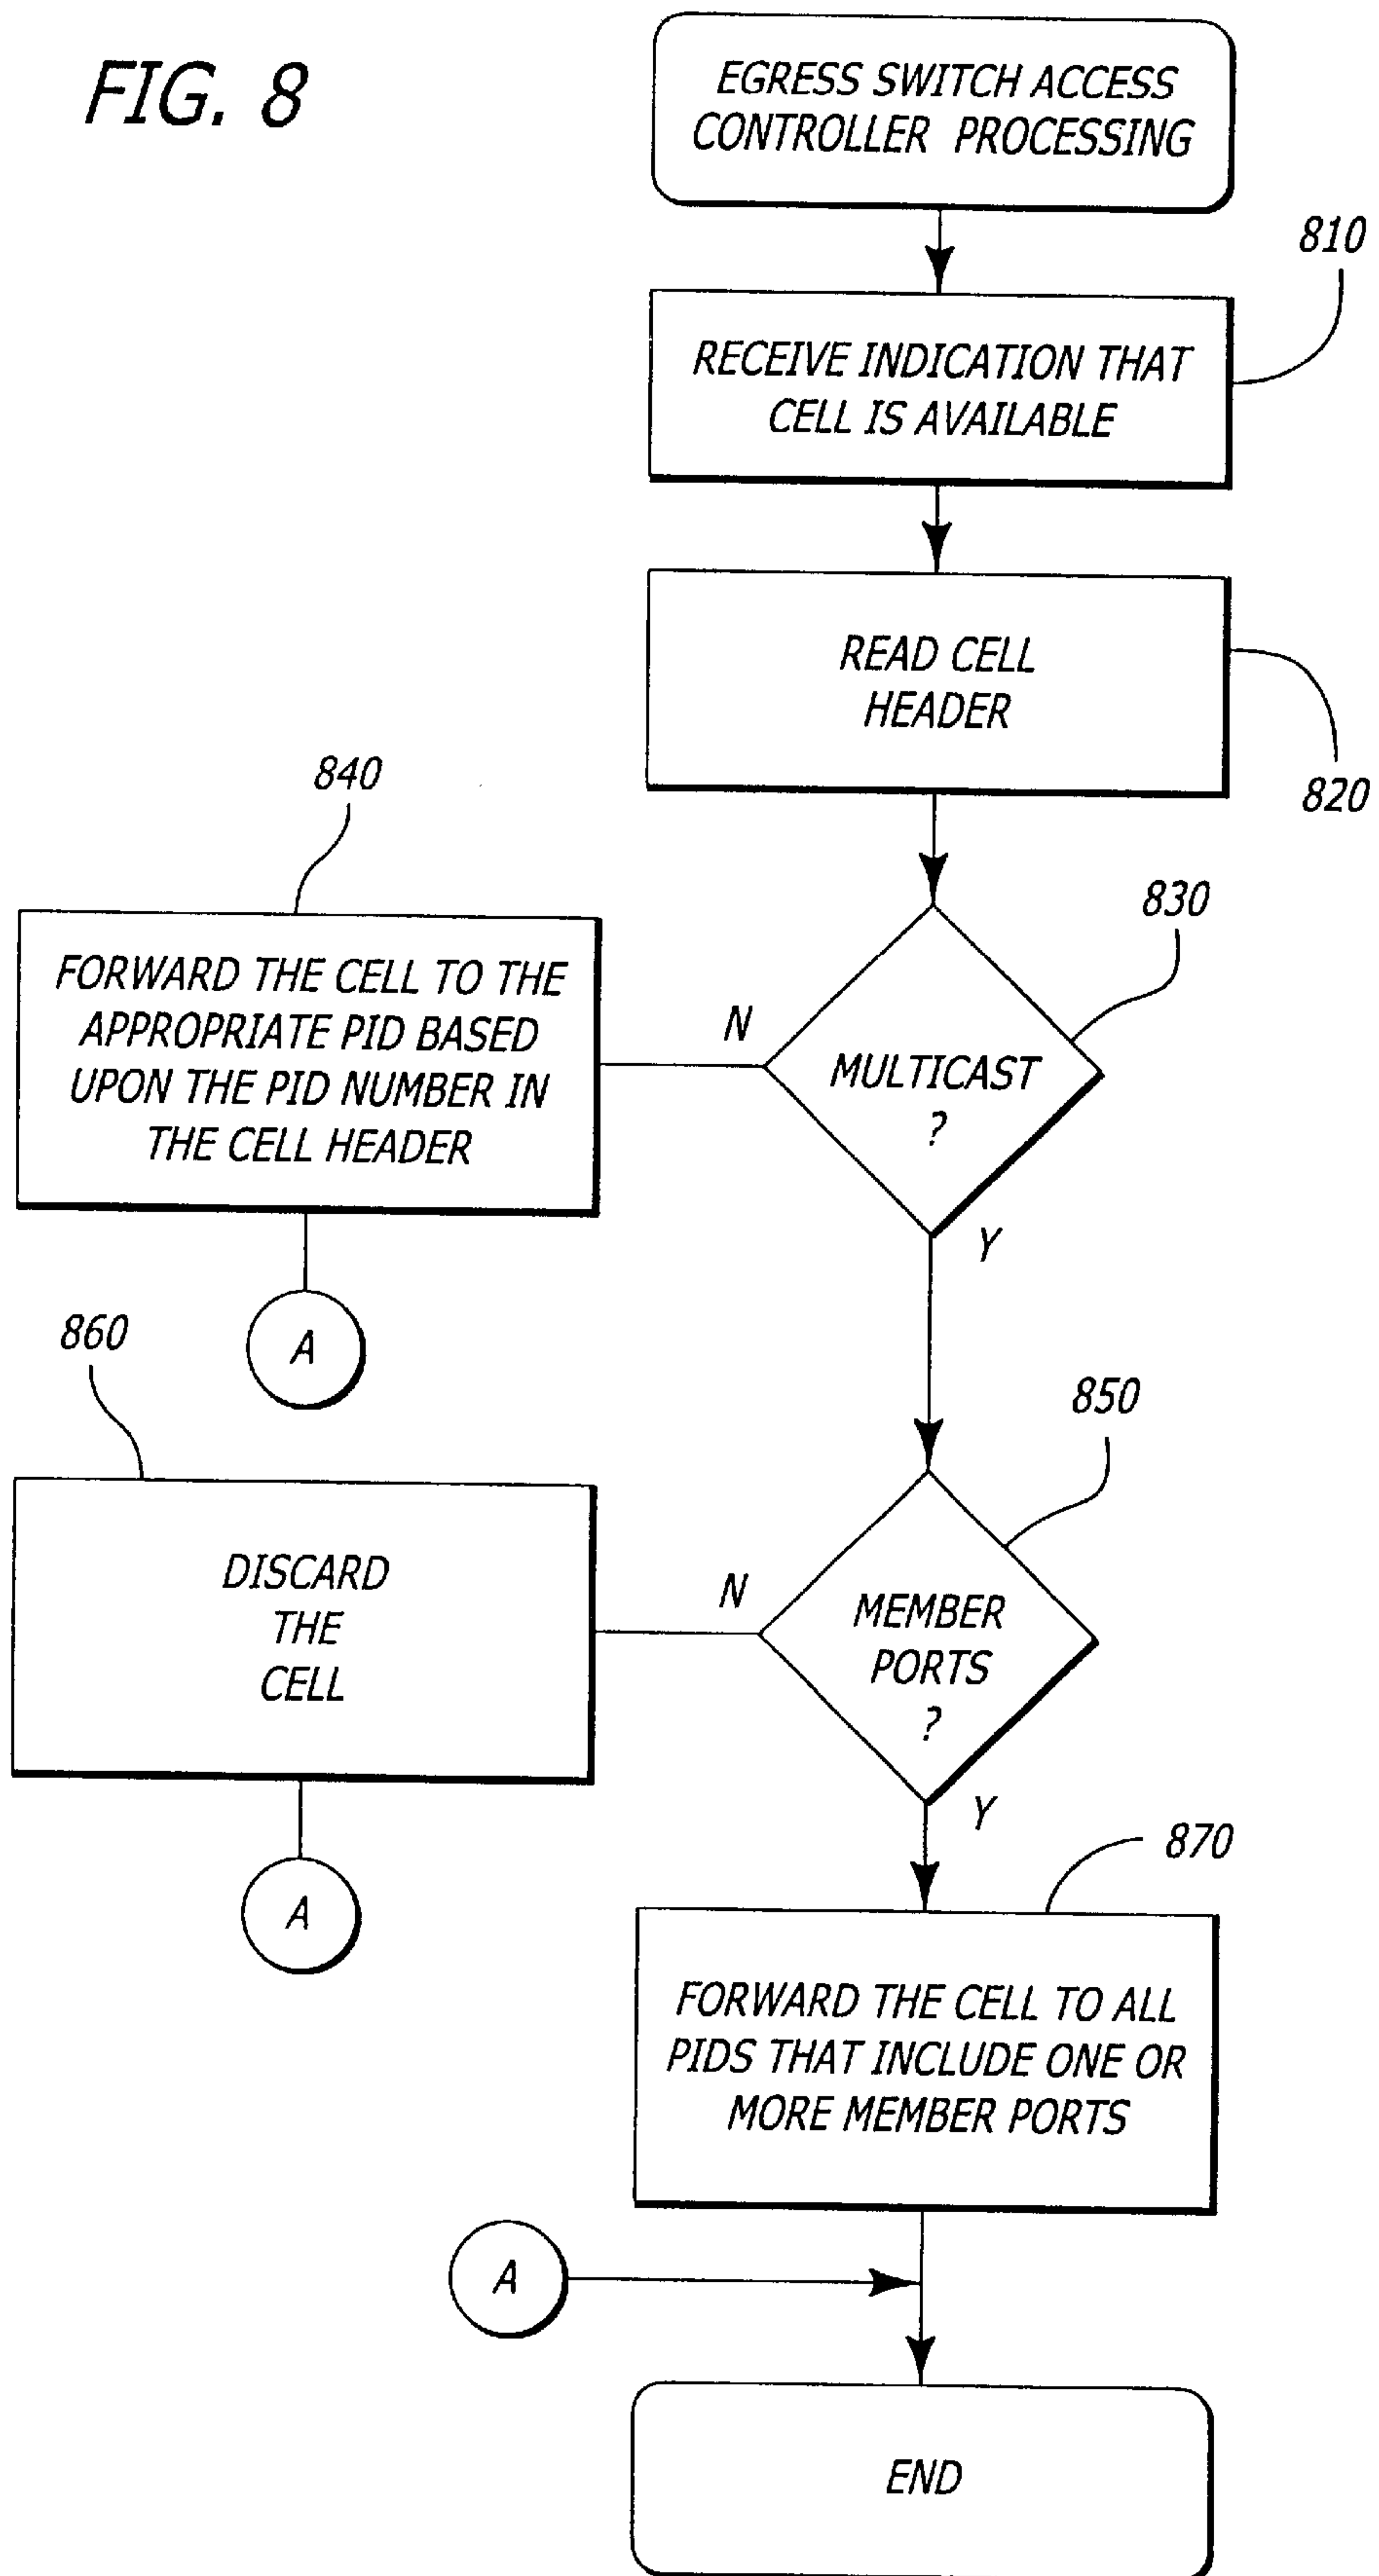 FIG. 8
EGRESS SWITCH ACCESS
CONTROLLER PROCESSING
810
RECEIVE INDICATION THAT
CELL IS AVAILABLE
READ CELL
HEADER
820
840
830
FORWARD THE CELL TO THE
APPROPRIATE PID BASED
UPON THE PID NUMBER IN
THE CELL HEADER
N
MULTICAST
?
Y
A
860
850
DISCARD
THE
CELL
N
MEMBER
PORTS
?
Y
A
870
FORWARD THE CELL TO ALL
PIDS THAT INCLUDE ONE OR
MORE MEMBER PORTS
A
END